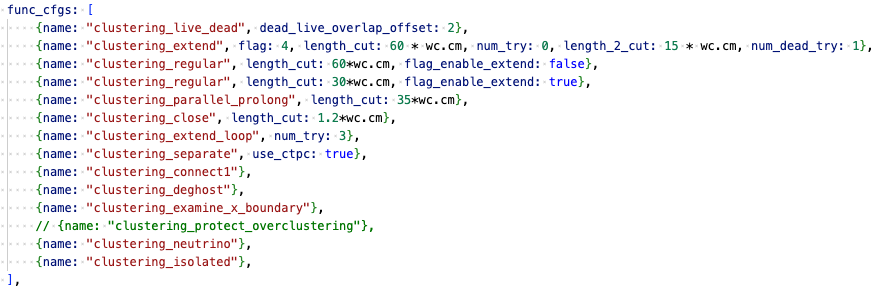 func_cfgs: [
    {name: "clustering_live_dead", dead_live_overlap_offset: 2},
    {name: "clustering_extend", flag: 4, length_cut: 60 * wc.cm, num_try: 0, length_2_cut: 15 * wc.cm, num_dead_try: 1},
    {name: "clustering_regular", length_cut: 60*wc.cm, flag_enable_extend: false},
    {name: "clustering_regular", length_cut: 30*wc.cm, flag_enable_extend: true},
    {name: "clustering_parallel_prolong", length_cut: 35*wc.cm},
    {name: "clustering_close", length_cut: 1.2*wc.cm},
    {name: "clustering_extend_loop", num_try: 3},
    {name: "clustering_separate", use_ctpc: true},
    {name: "clustering_connect1"},
    {name: "clustering_deghost"},
    {name: "clustering_examine_x_boundary"},
    // {name: "clustering_protect_overclustering"},
    {name: "clustering_neutrino"},
    {name: "clustering_isolated"},
],